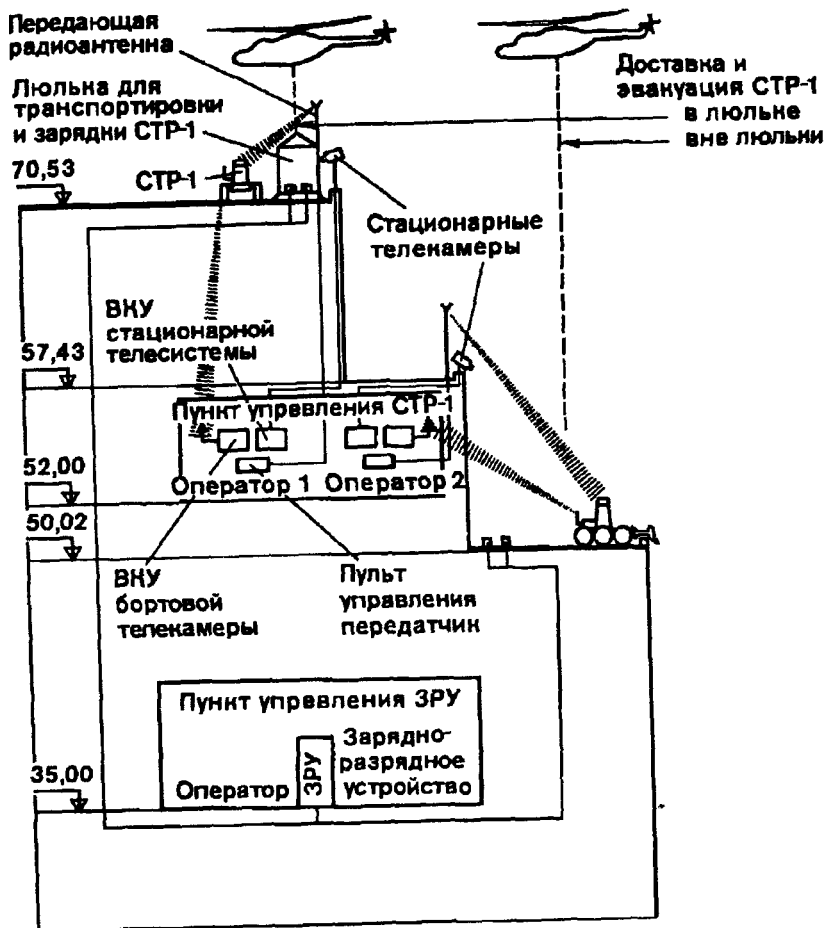 Передающая
радиоантенна
Люлька для
транспортировки
и зарядки СТР-1
Доставка и
эвакуация СТР-1
в люльке
вне люльки
70,53
СТР-1
Стационарные
телекамеры
ВКУ
стационарной
телесистемы
57,43
Пункт упревления СТР-1
52,00
Оператор 1
Оператор 2
50,02
ВКУ
бортовой
телекамеры
Пульт
управления
передатчик
Пункт упревления ЗРУ
35,00
Оператор
ЗРУ
Зарядно-
разрядное
устройство